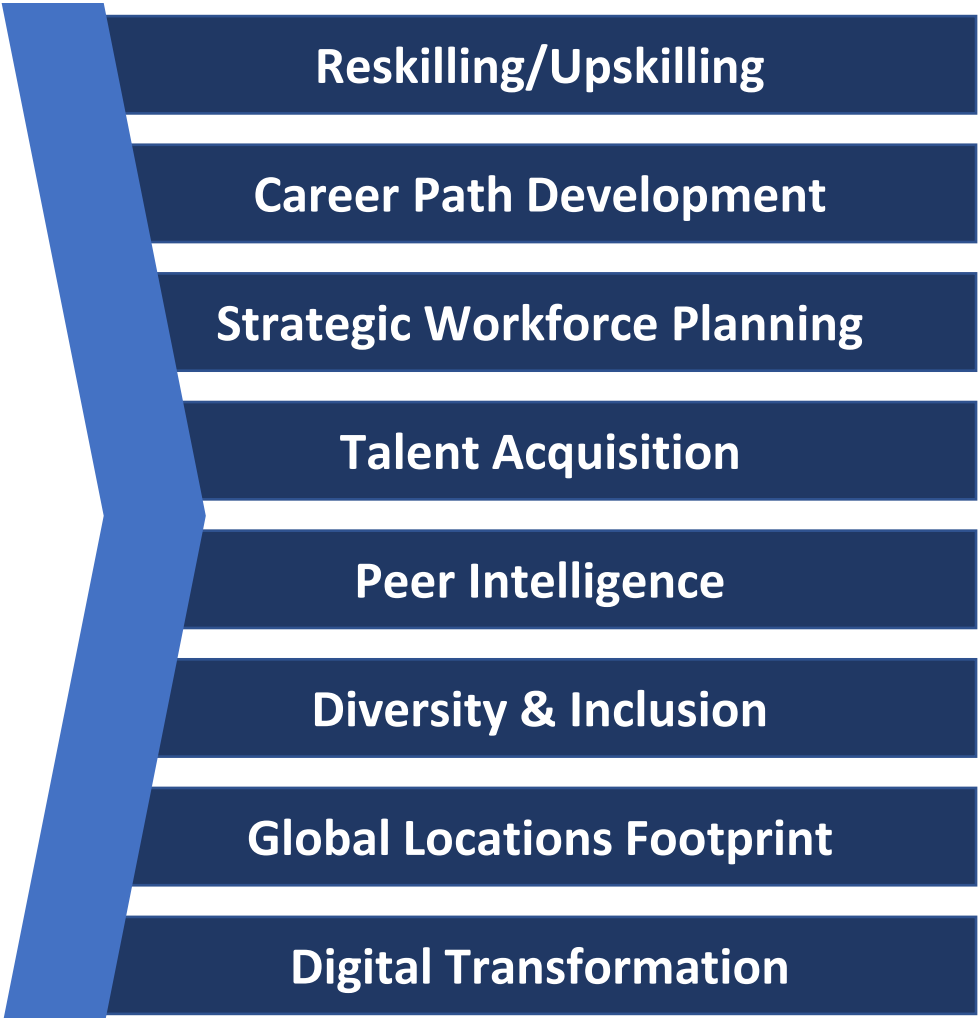 Reskilling/Upskilling
Career Path Development
Strategic Workforce Planning
Talent Acquisition
Peer Intelligence
Diversity & Inclusion
Global Locations Footprint
Digital Transformation